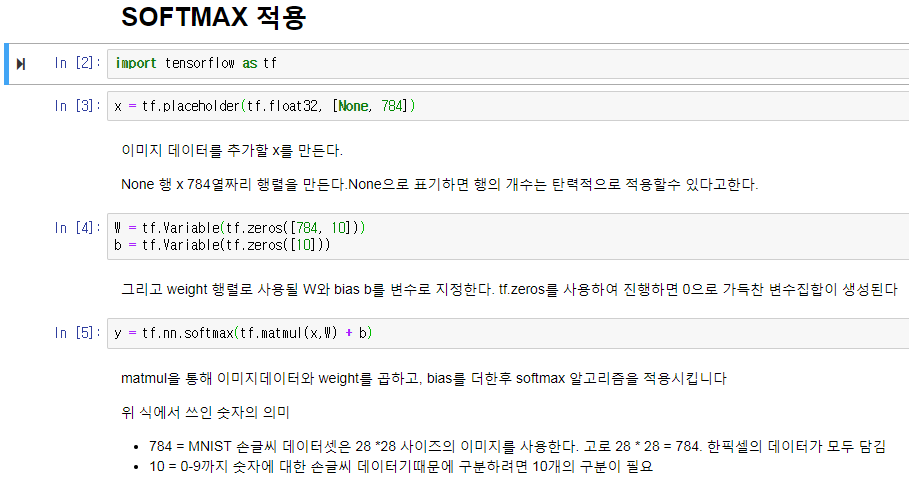 SOFTMAX 적용
In [2]: import tensorflow as tf
In [3]: x = tf.placeholder(tf.float32, [None, 784])
이미지 데이터를 추가할 x를 만든다.
None 행 x 784열짜리 행렬을 만든다.None으로 표기하면 행의 개수는 탄력적으로 적용할수 있다고한다.
In [4]: W = tf.Variable(tf.zeros([784, 10]))
b = tf.Variable(tf.zeros([10]))
그리고 weight 행렬로 사용될 W와 bias b를 변수로 지정한다. tf.zeros를 사용하여 진행하면 0으로 가득찬 변수집합이 생성된다
In [5]: y = tf.nn.softmax(tf.matmul(x,W) + b)
matmul을 통해 이미지데이터와 weight를 곱하고, bias를 더한후 softmax 알고리즘을 적용시킵니다
위 식에서 쓰인 숫자의 의미
• 784 = MNIST 손글씨 데이터셋은 28 *28 사이즈의 이미지를 사용한다. 고로 28 * 28 = 784. 한픽셀의 데이터가 모두 담김
• 10 = 0-9까지 숫자에 대한 손글씨 데이터기때문에 구분하려면 10개의 구분이 필요